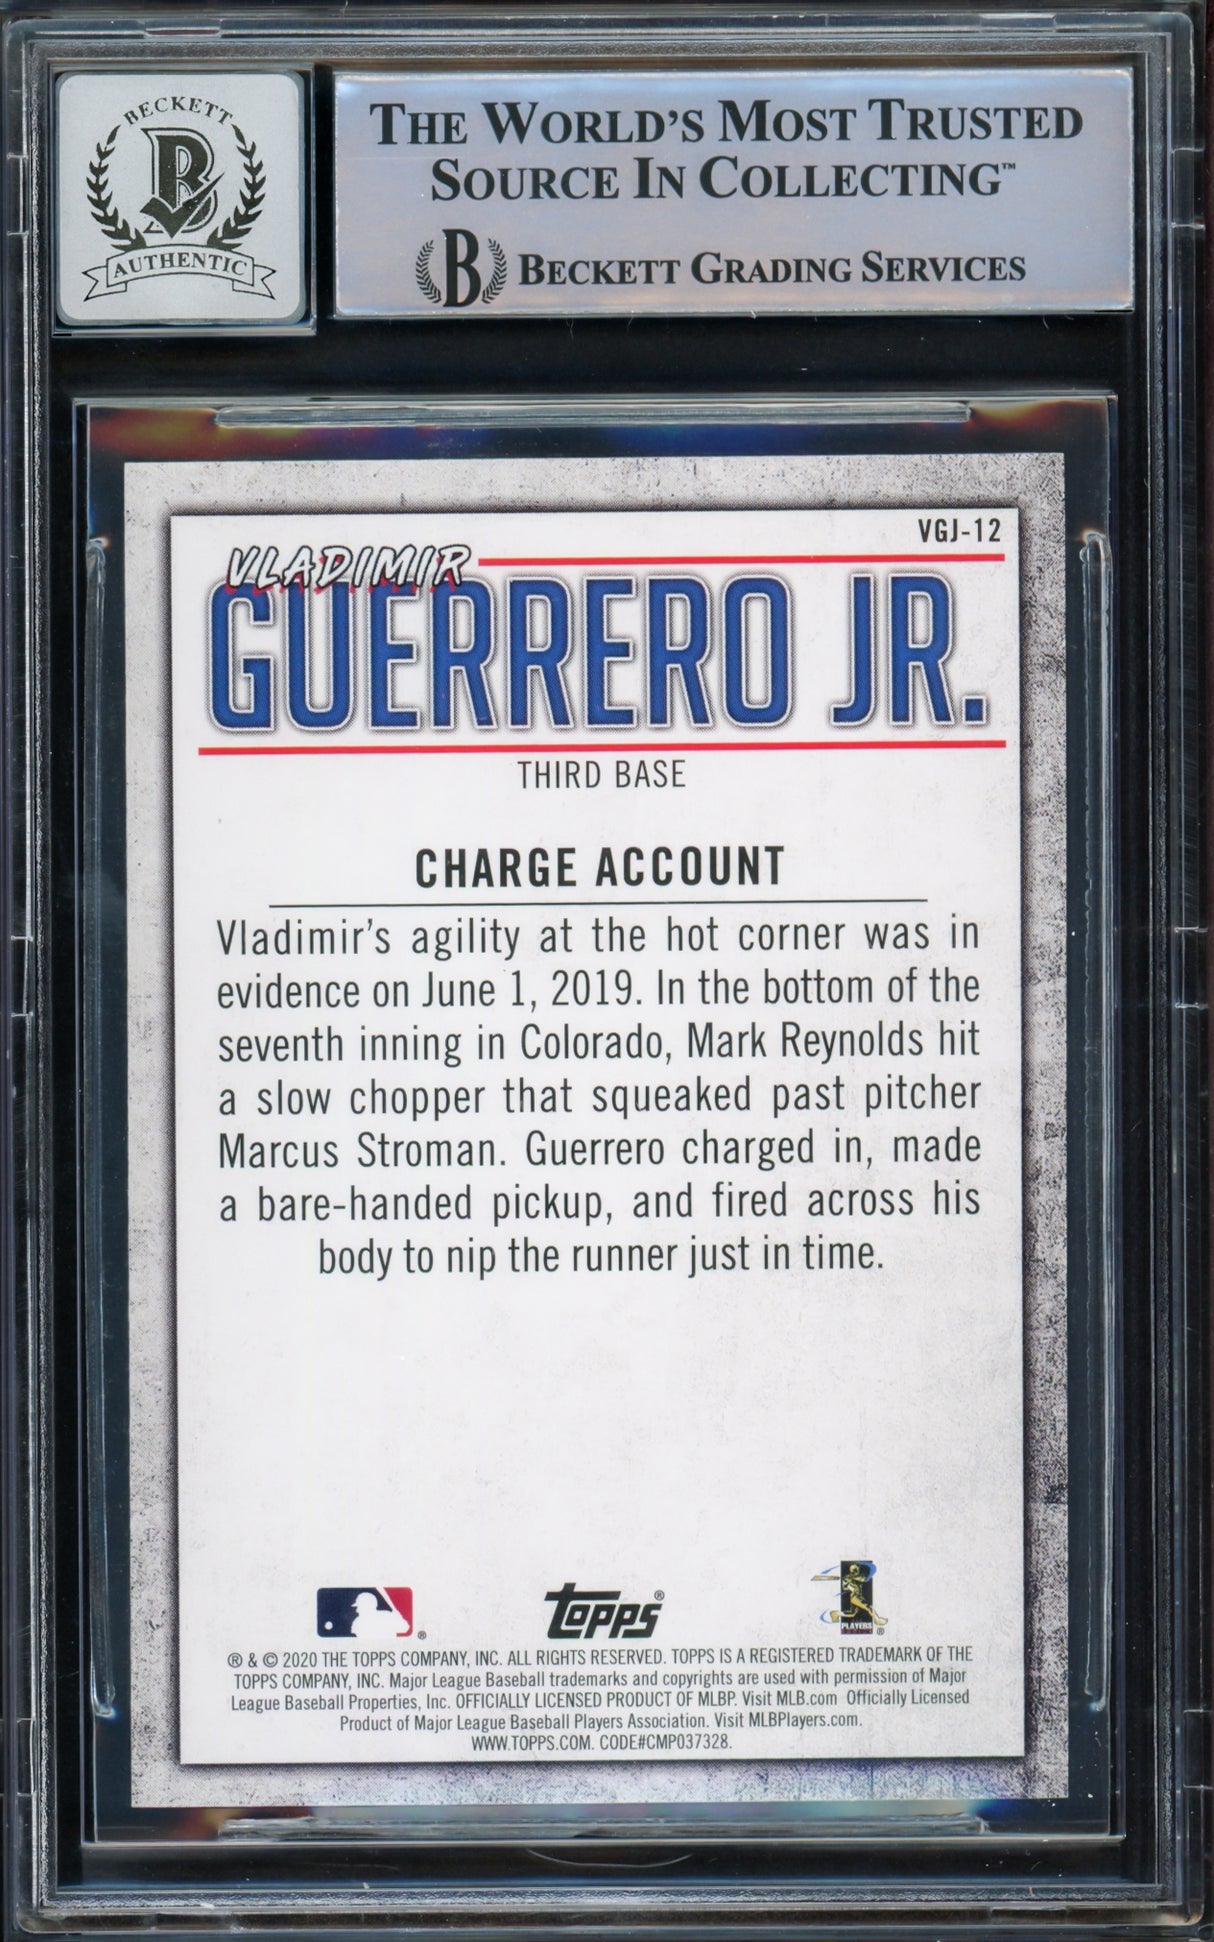 BECKETT
B
AUTHENTIC
THE WORLD'S MOST TRUSTED
SOURCE IN COLLECTING™
B BECKETT GRADING SERVICES
VGJ-12
VLADIMIR
GUERRERO JR.
THIRD BASE
CHARGE ACCOUNT
Vladimir's agility at the hot corner was in
evidence on June 1, 2019. In the bottom of the
seventh inning in Colorado, Mark Reynolds hit
a slow chopper that squeaked past pitcher
Marcus Stroman. Guerrero charged in, made
a bare-handed pickup, and fired across his
body to nip the runner just in time.
®
Topps®
PLAYERS
®
® & © 2020 THE TOPPS COMPANY, INC. ALL RIGHTS RESERVED. TOPPS IS A REGISTERED TRADEMARK OF THE
TOPPS COMPANY, INC. Major League Baseball trademarks and copyrights are used with permission of Major
League Baseball Properties, Inc. OFFICIALLY LICENSED PRODUCT OF MLBP. Visit MLB.com Officially Licensed
Product of Major League Baseball Players Association. Visit MLBPlayers.com.
WWW.TOPPS.COM. CODE#CMP037328.